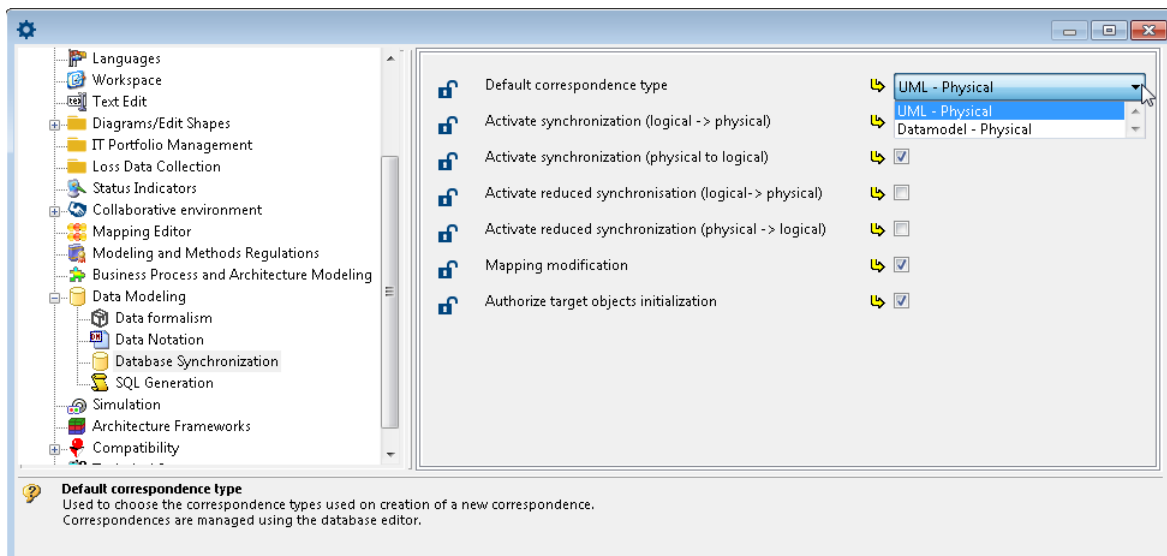 Languages
Workspace
Text Edit
Diagrams/Edit Shapes
IT Portfolio Management
Loss Data Collection
Status Indicators
Collaborative environment
Mapping Editor
Modeling and Methods Regulations
Business Process and Architecture Modeling
Data Modeling
Data formalism
Data Notation
Database Synchronization
SQL Generation
Simulation
Architecture Frameworks
Compatibility
Default correspondence type
UML - Physical
UML - Physical
Datamodel - Physical
Activate synchronization (logical -> physical)
Activate synchronization (physical to logical)
Activate reduced synchronisation (logical-> physical)
Activate reduced synchronization (physical -> logical)
Mapping modification
Authorize target objects initialization
Default correspondence type
Used to choose the correspondence types used on creation of a new correspondence.
Correspondences are managed using the database editor.